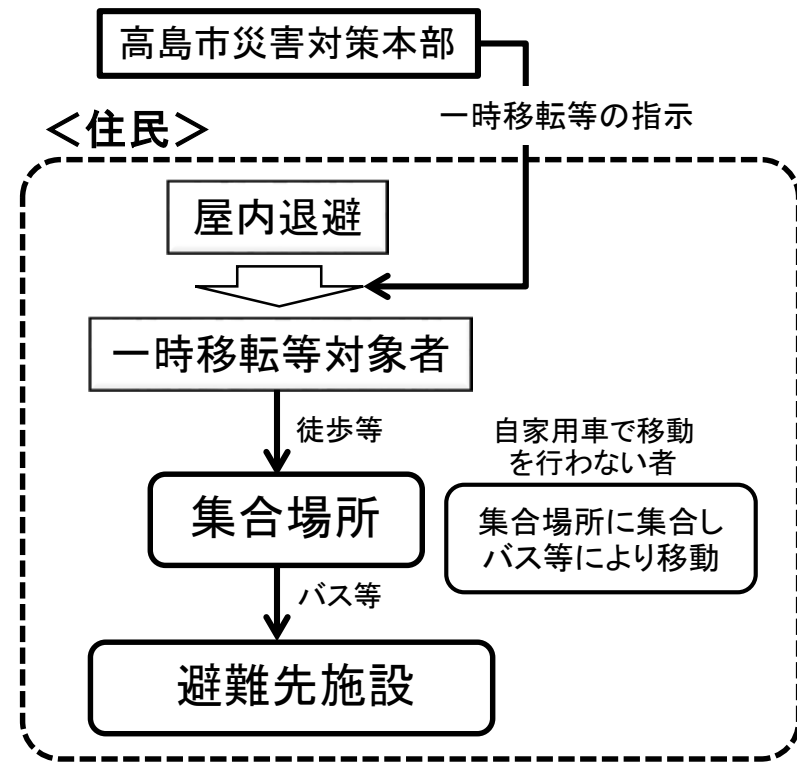 高島市災害対策本部
一時移転等の指示
＜住民＞
屋内退避
一時移転等対象者
徒歩等
自家用車で移動
を行わない者
集合場所
集合場所に集合し
バス等により移動
バス等
避難先施設